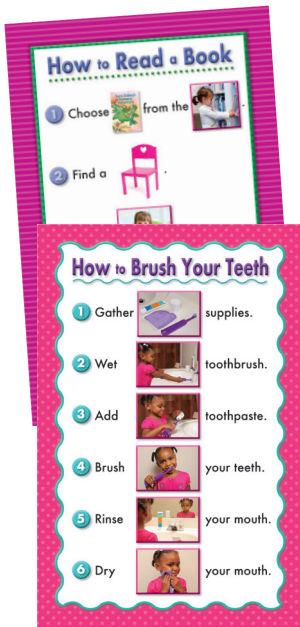 How to Read a Book
1 Choose from the .
2 Find a .
How to Brush Your Teeth
1 Gather supplies.
2 Wet toothbrush.
3 Add toothpaste.
4 Brush your teeth.
5 Rinse your mouth.
6 Dry your mouth.